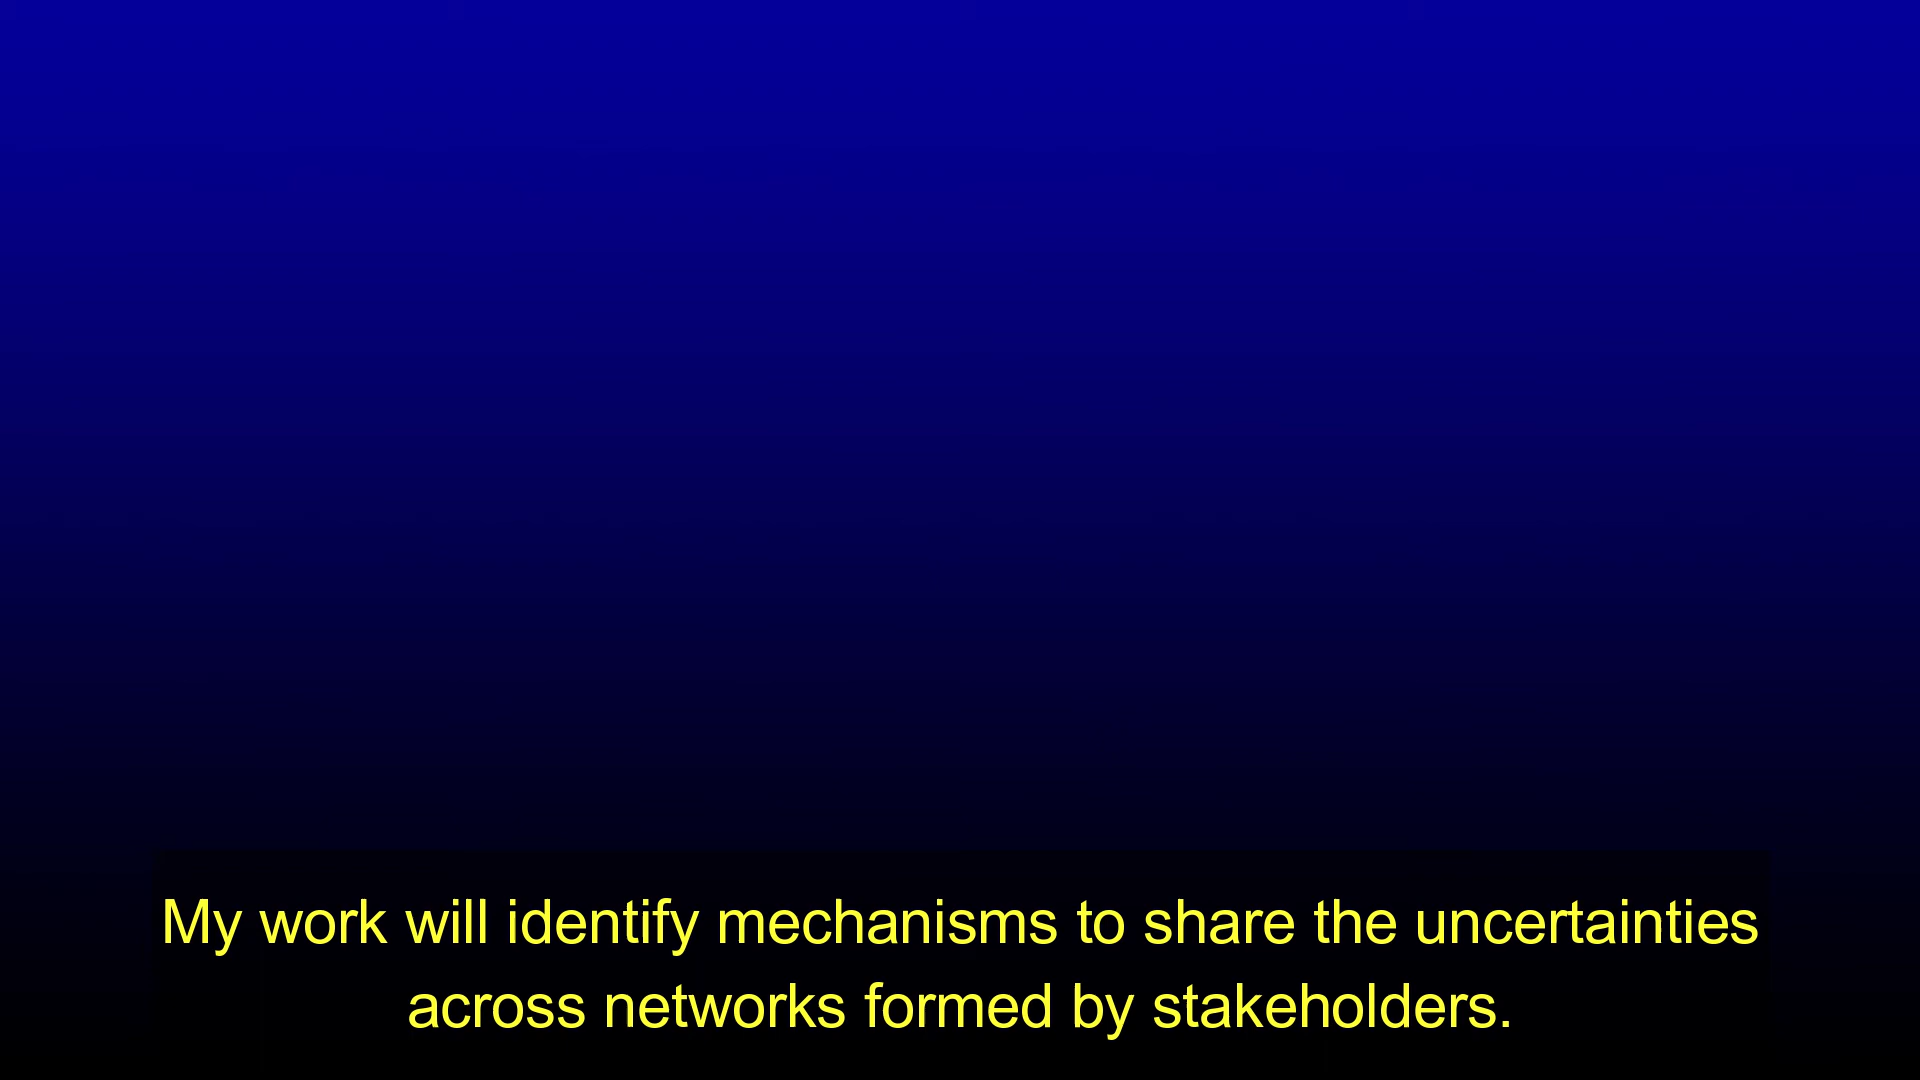 My work will identify mechanisms to share the uncertainties
across networks formed by stakeholders.